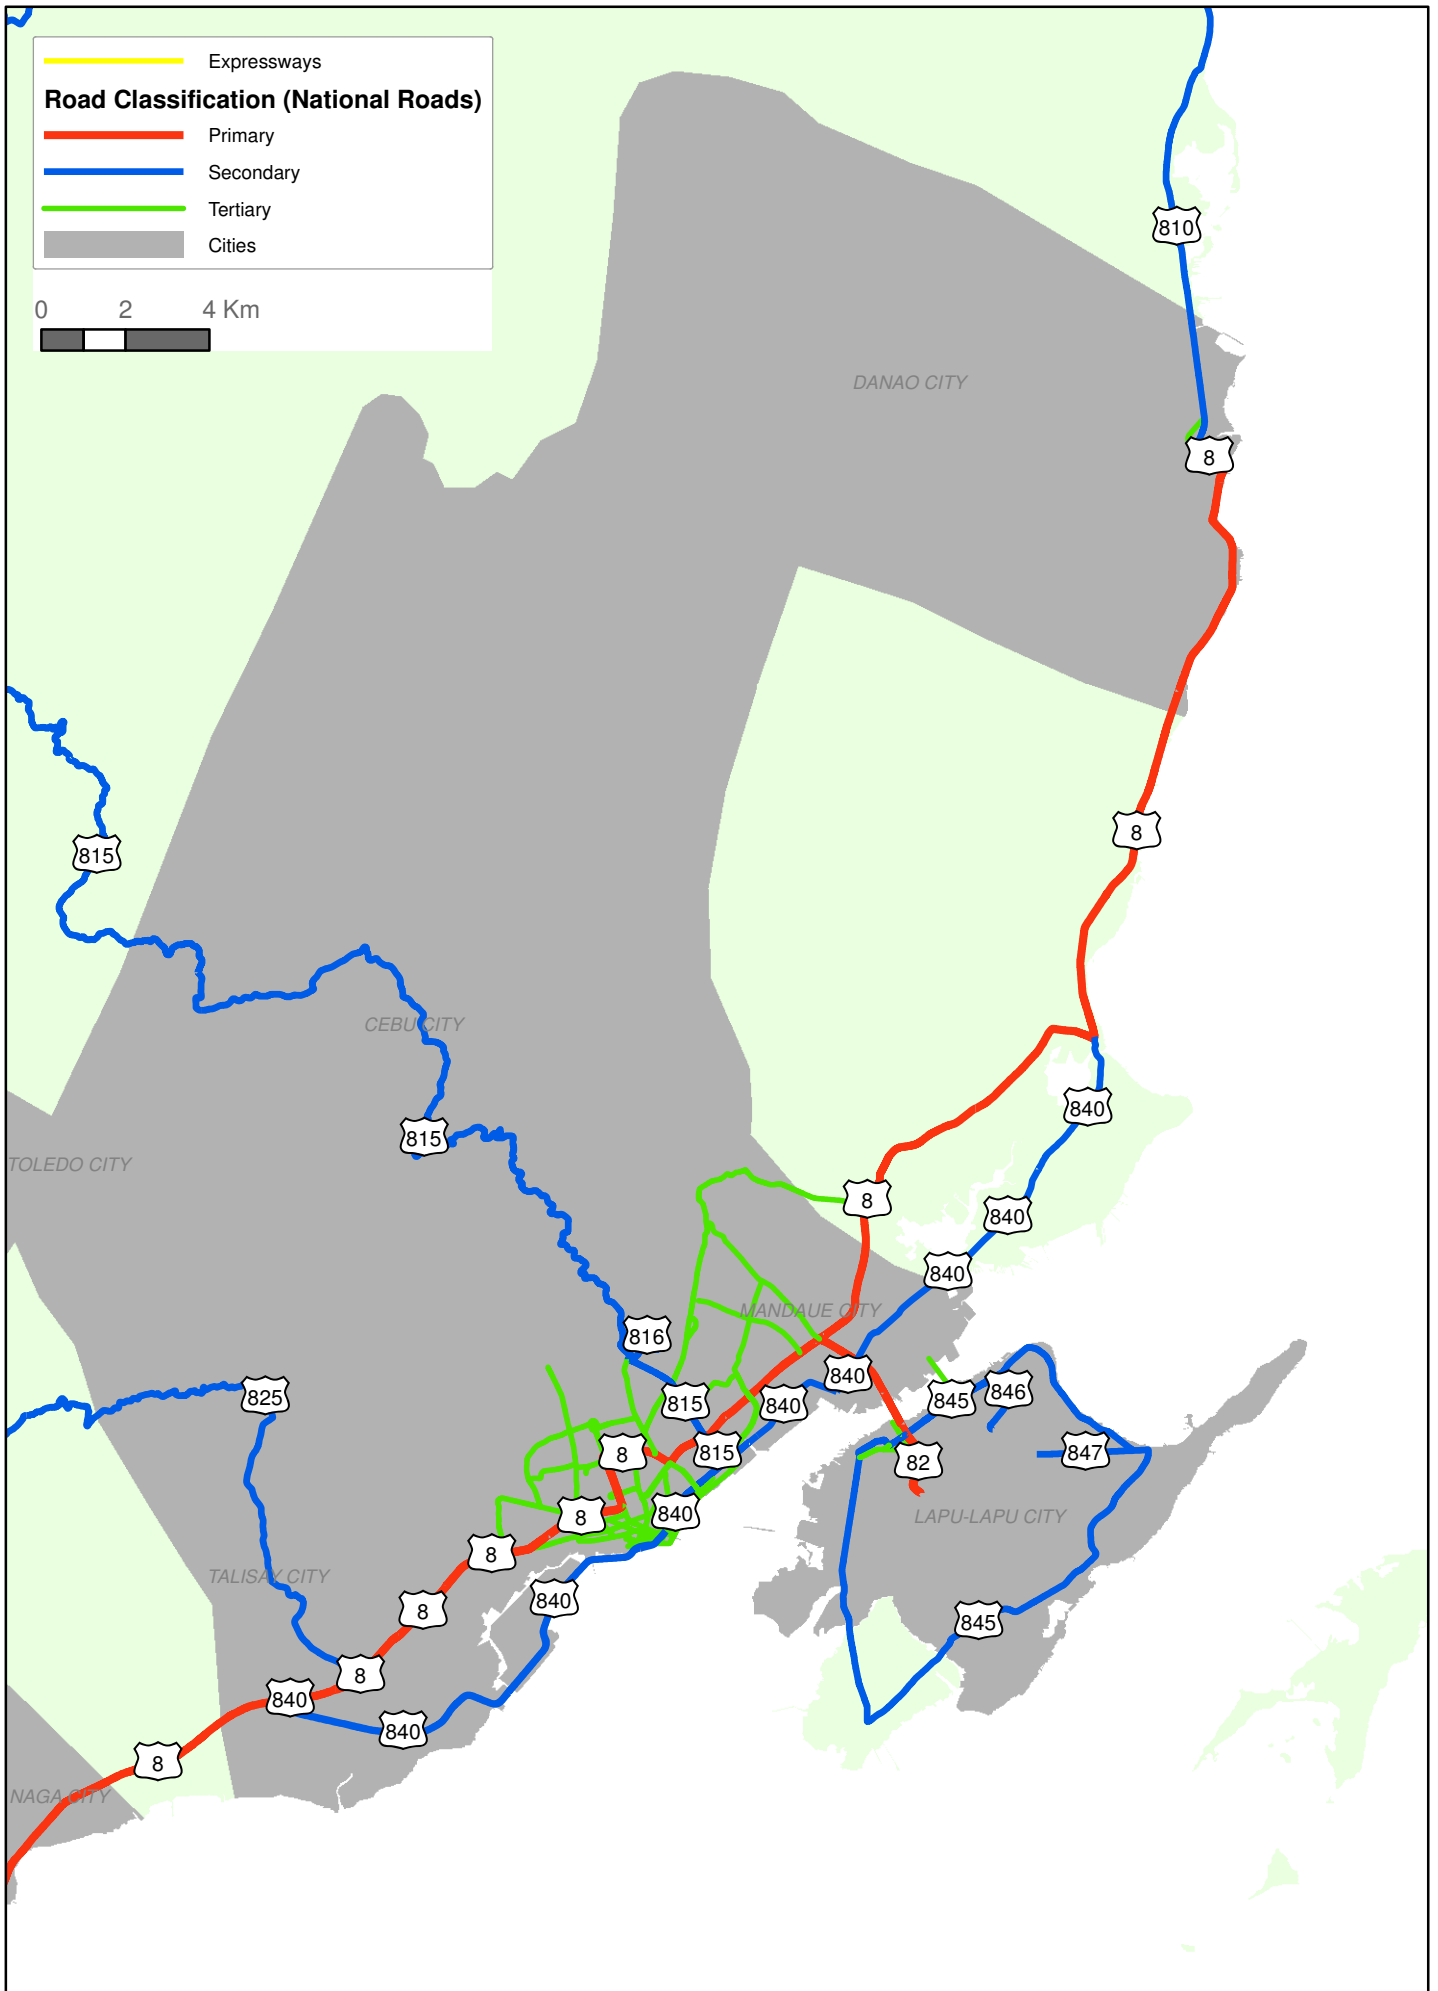 Expressways
Road Classification (National Roads)
Primary
Secondary
Tertiary
Cities
0 2 4 Km
810
DANAO CITY
8
8
815
CEBU CITY
840
815
TOLEDO CITY
8
840
840
MANDAUE CITY
816
840
825
846
845
815
840
8
815
847
82
840
8
LAPU-LAPU CITY
8
TALISAY CITY
840
8
845
8
840
840
8
NAGA CITY